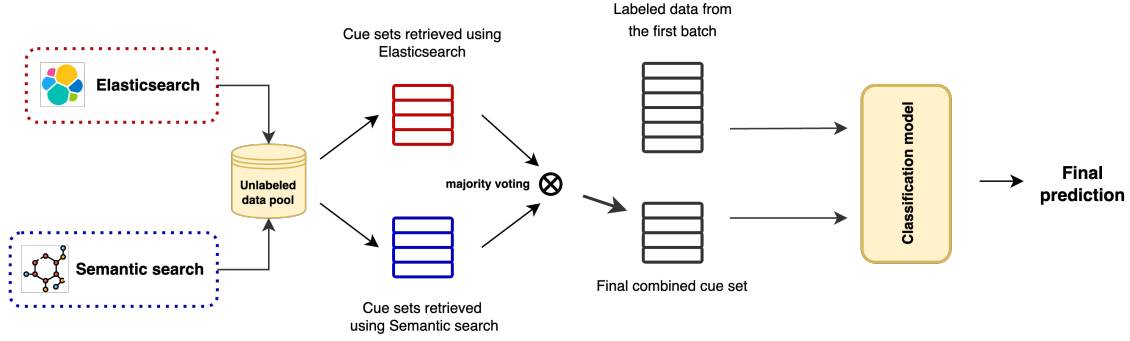 Elasticsearch
Semantic search
Unlabeled
data pool
Cue sets retrieved using
Elasticsearch
Cue sets retrieved
using Semantic search
majority voting
Labeled data from
the first batch
Final combined cue set
Classification model
Final
prediction